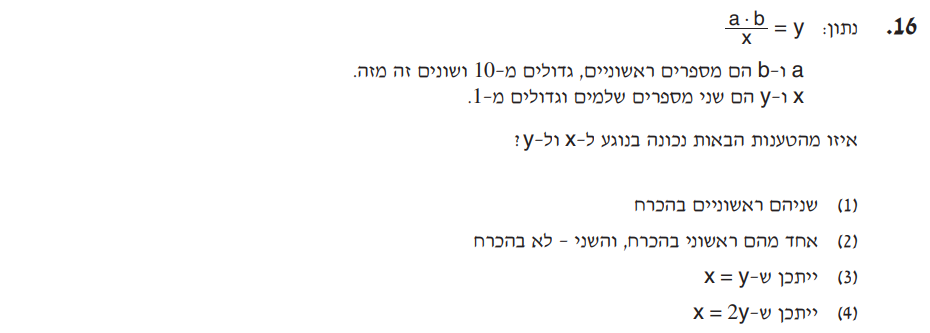 16. נתון: a · b / x = y
a ו-b הם מספרים ראשוניים, גדולים מ-10 ושונים זה מזה.
x ו-y הם שני מספרים שלמים וגדולים מ-1.
איזו מהטענות הבאות נכונה בנוגע ל-x ול-y?
(1) שניהם ראשוניים בהכרח
(2) אחד מהם ראשוני בהכרח, והשני - לא בהכרח
(3) ייתכן ש-x = y
(4) ייתכן ש-x = 2y